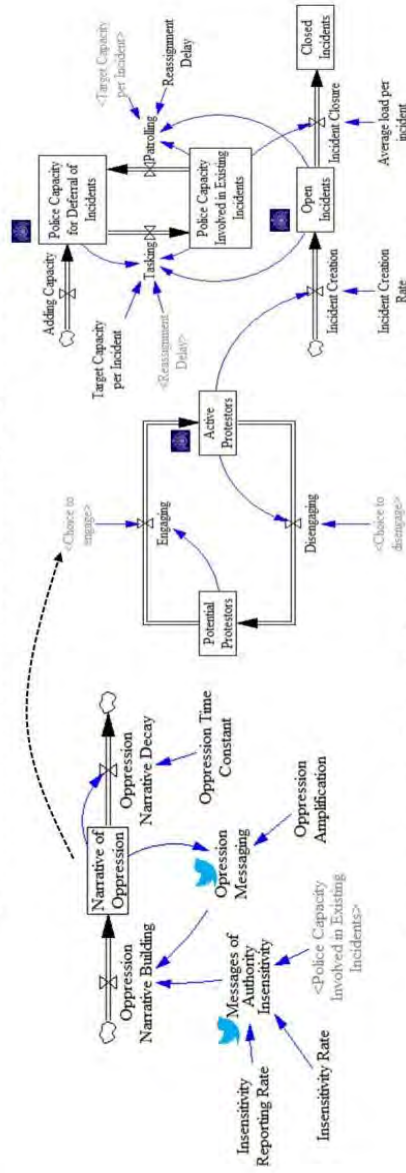 Oppression
Narrative Building
Narrative of
Oppression
Oppression
Narrative Decay
Oppression Time
Constant
Opression
Messaging
Oppression
Amplification
Messages of
Authority
Insensitivity
Insensitivity
Reporting Rate
Insensitivity Rate
<Police Capacity
Involved in Existing
Incidents>
<Choice to
engage>
Engaging
Potential
Protestors
Active
Protestors
Disengaging
<Choice to
disengage>
Adding Capacity
Police Capacity
for Deferral of
Incidents
<Target Capacity
per Incident>
Target Capacity
per Incident
Tasking
Patrolling
Reassignment
Delay
<Reassignment
Delay>
Police Capacity
Involved in Existing
Incidents
Incident Creation
Incident Creation
Rate
Open
Incidents
Incident Closure
Average load per
incident
Closed
Incidents